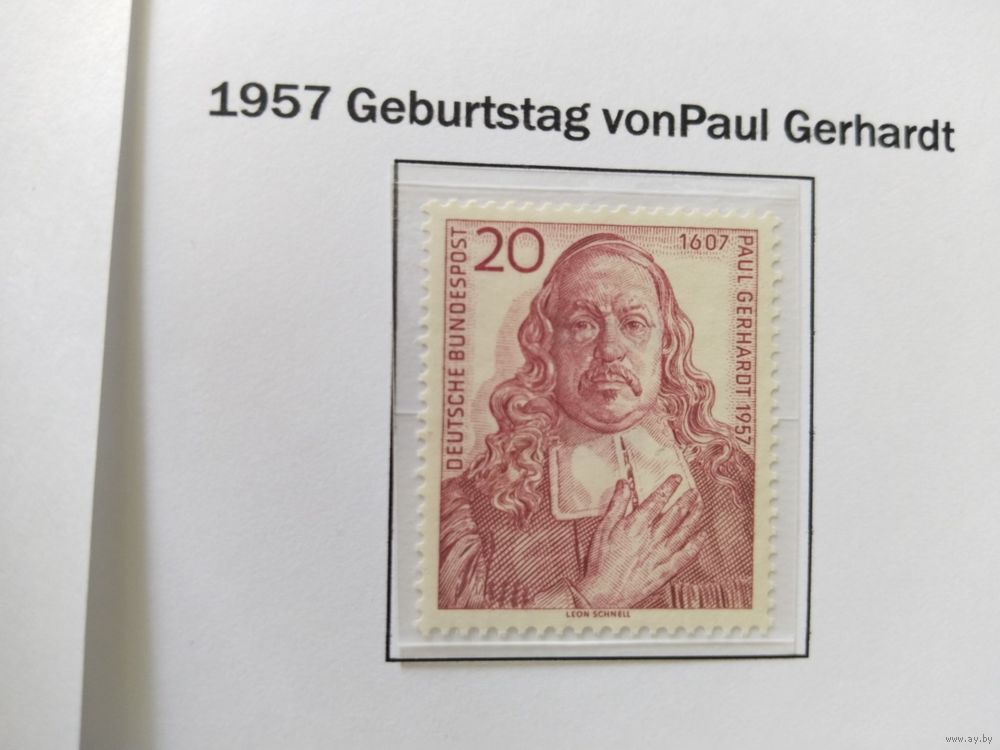 1957 Geburtstag vonPaul Gerhardt
DEUTSCHE BUNDESPOST
20
1607
PAUL GERHARDT 1957
LEON SCHNELL
www.ay.by